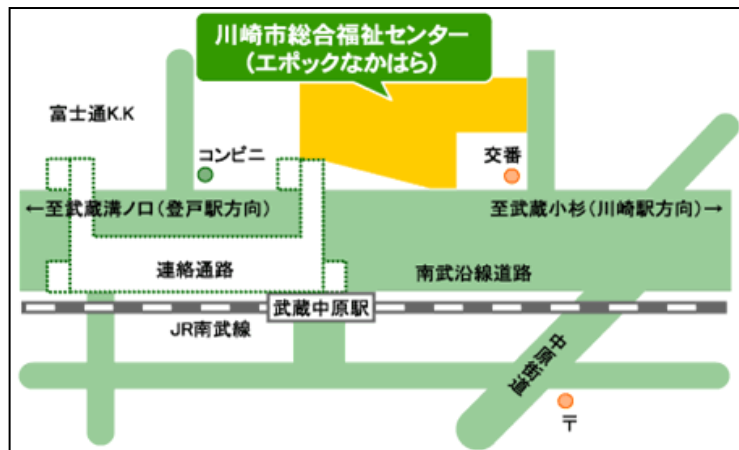 川崎市総合福祉センター
(エポックなかはら)
富士通K.K
コンビニ
交番
←至武蔵溝ノ口(登戸駅方向)
至武蔵小杉(川崎駅方向)→
連絡通路
南武沿線道路
武蔵中原駅
JR南武線
中原街道
〒